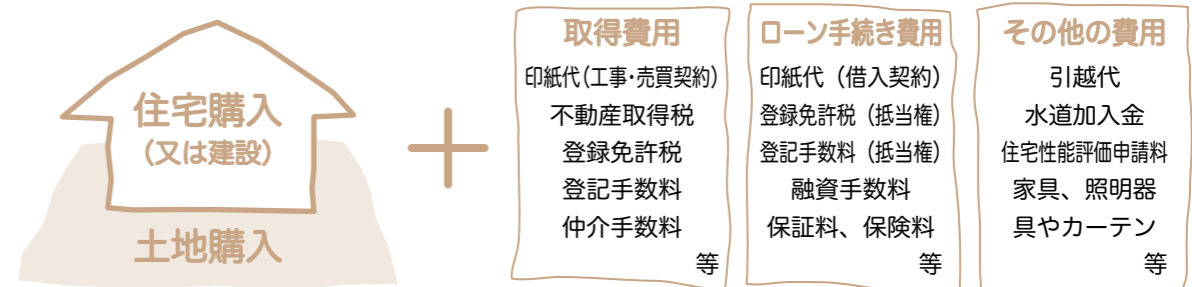 住宅購入
（又は建設）
土地購入
取得費用
印紙代（工事・売買契約）
不動産取得税
登録免許税
登記手数料
仲介手数料
等
ローン手続き費用
印紙代（借入契約）
登録免許税（抵当権）
登記手数料（抵当権）
融資手数料
保証料、保険料
等
その他の費用
引越代
水道加入金
住宅性能評価申請料
家具、照明器
具やカーテン
等